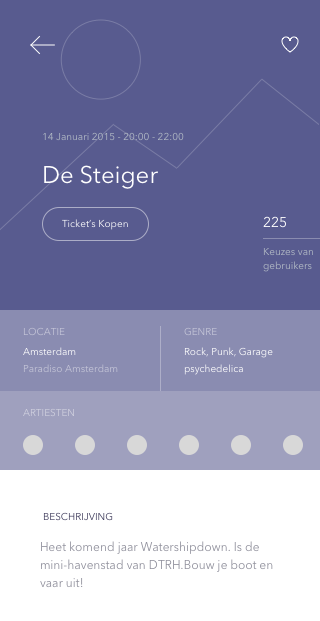 14 Januari 2015 - 20:00 - 22:00
De Steiger
Ticket's Kopen
225
Keuzes van
gebruikers
LOCATIE
Amsterdam
Paradiso Amsterdam
GENRE
Rock, Punk, Garage
psychedelica
ARTIESTEN
BESCHRIJVING
Heet komend jaar Watershipdown. Is de
mini-havenstad van DTRH.Bouw je boot en
vaar uit!